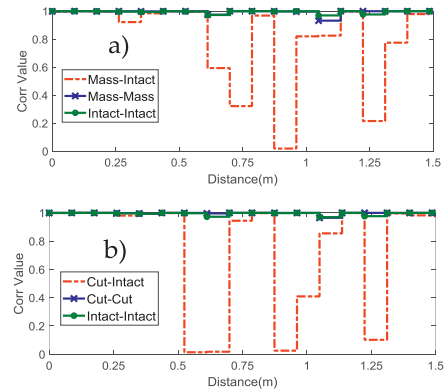 1
0.8
0.6
0.4
0.2
0
Corr Value
a)
Mass-Intact
Mass-Mass
Intact-Intact
0 0.25 0.5 0.75 1 1.25 1.5
Distance(m)
1
0.8
0.6
0.4
0.2
0
Corr Value
b)
Cut-Intact
Cut-Cut
Intact-Intact
0 0.25 0.5 0.75 1 1.25 1.5
Distance(m)